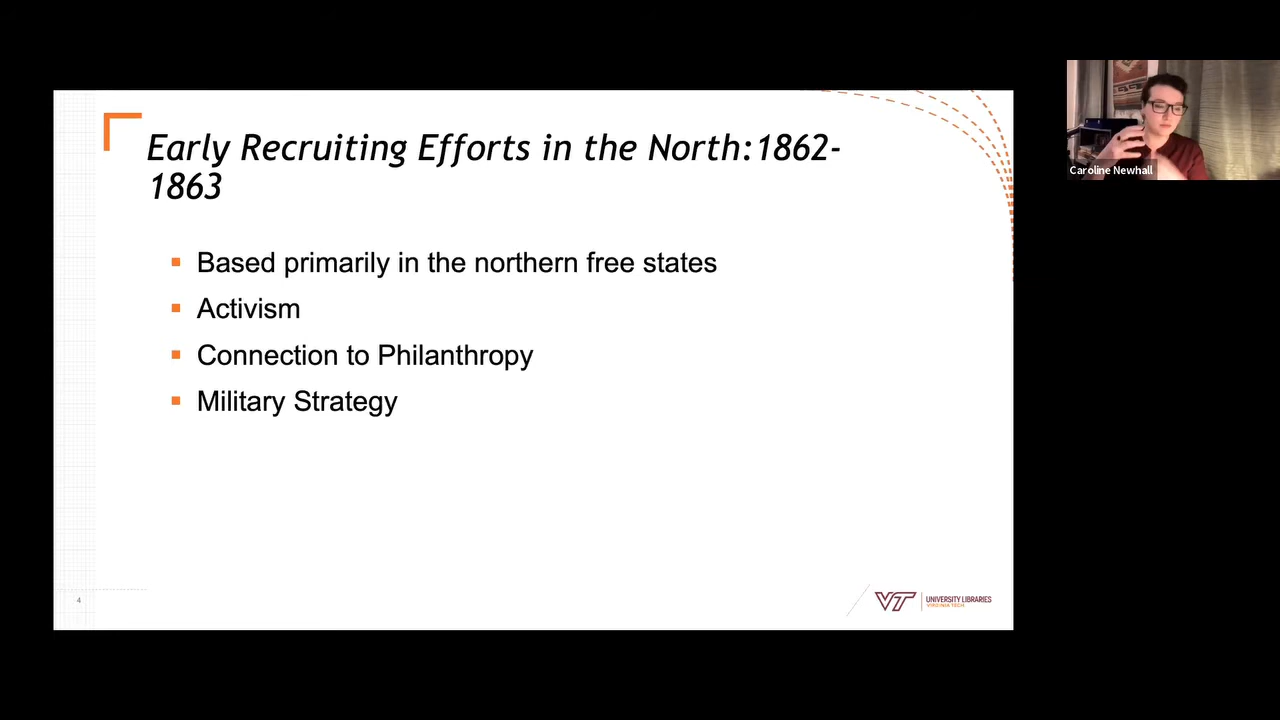 Early Recruiting Efforts in the North:1862-
1863
Based primarily in the northern free states
Activism
Connection to Philanthropy
Military Strategy
4
VT UNIVERSITY LIBRARIES
VIRGINIA TECH
Caroline Newhall